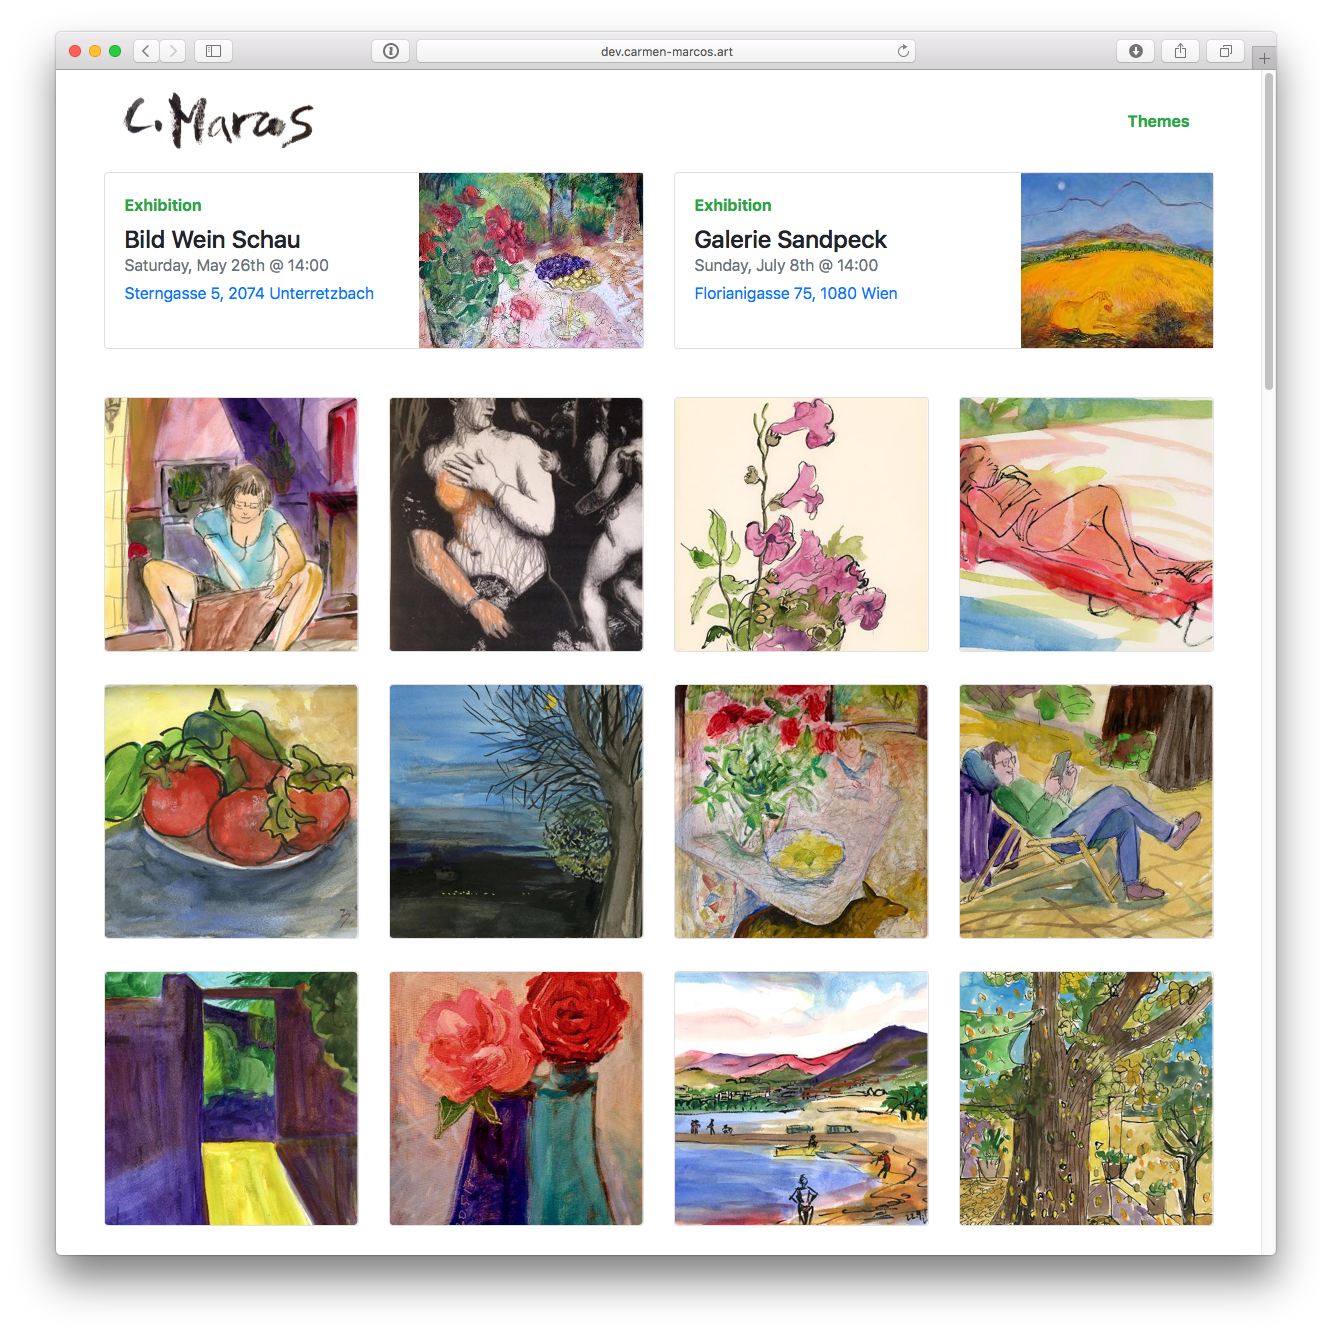 dev.carmen-marcos.art
C. Marcos
Themes
Exhibition
Bild Wein Schau
Saturday, May 26th @ 14:00
Sterngasse 5, 2074 Unterretzbach
Exhibition
Galerie Sandpeck
Sunday, July 8th @ 14:00
Florianigasse 75, 1080 Wien